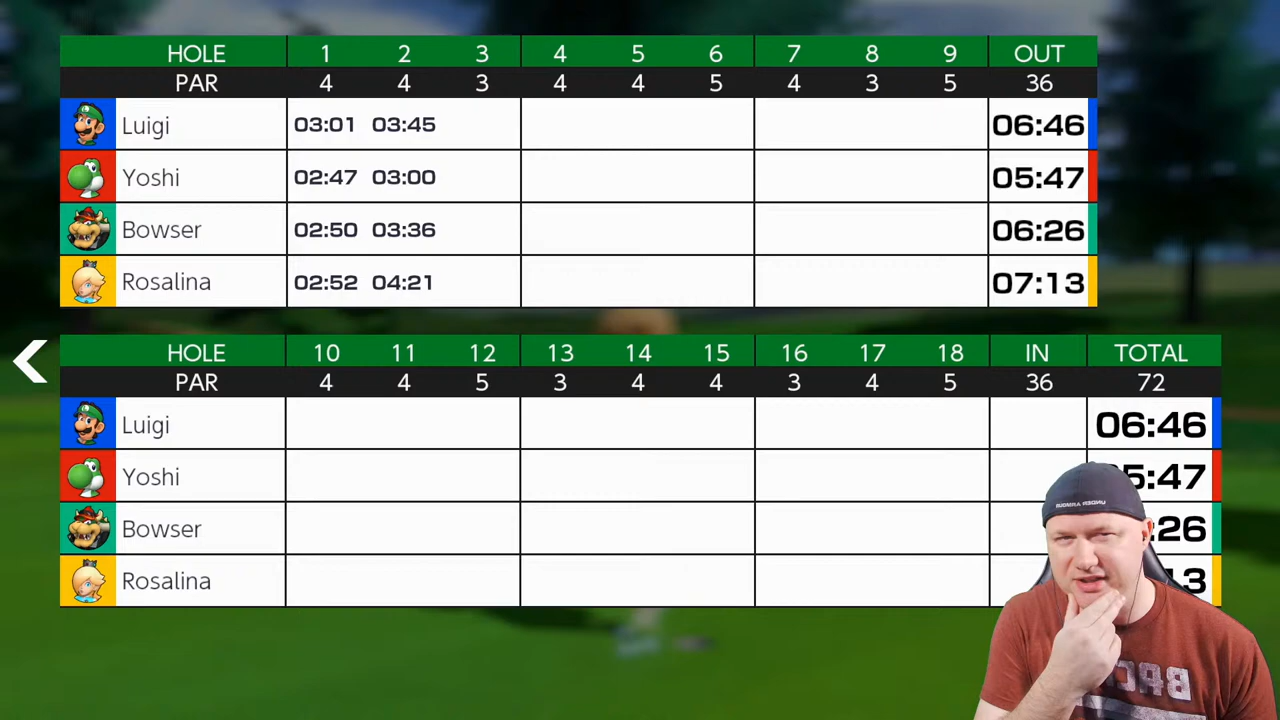 HOLE 1 2 3 4 5 6 7 8 9 OUT
PAR 4 4 3 4 4 5 4 3 5 36
Luigi 03:01 03:45 06:46
Yoshi 02:47 03:00 05:47
Bowser 02:50 03:36 06:26
Rosalina 02:52 04:21 07:13
HOLE 10 11 12 13 14 15 16 17 18 IN TOTAL
PAR 4 4 5 3 4 4 3 4 5 36 72
Luigi 06:46
Yoshi 5:47
Bowser :26
Rosalina 3